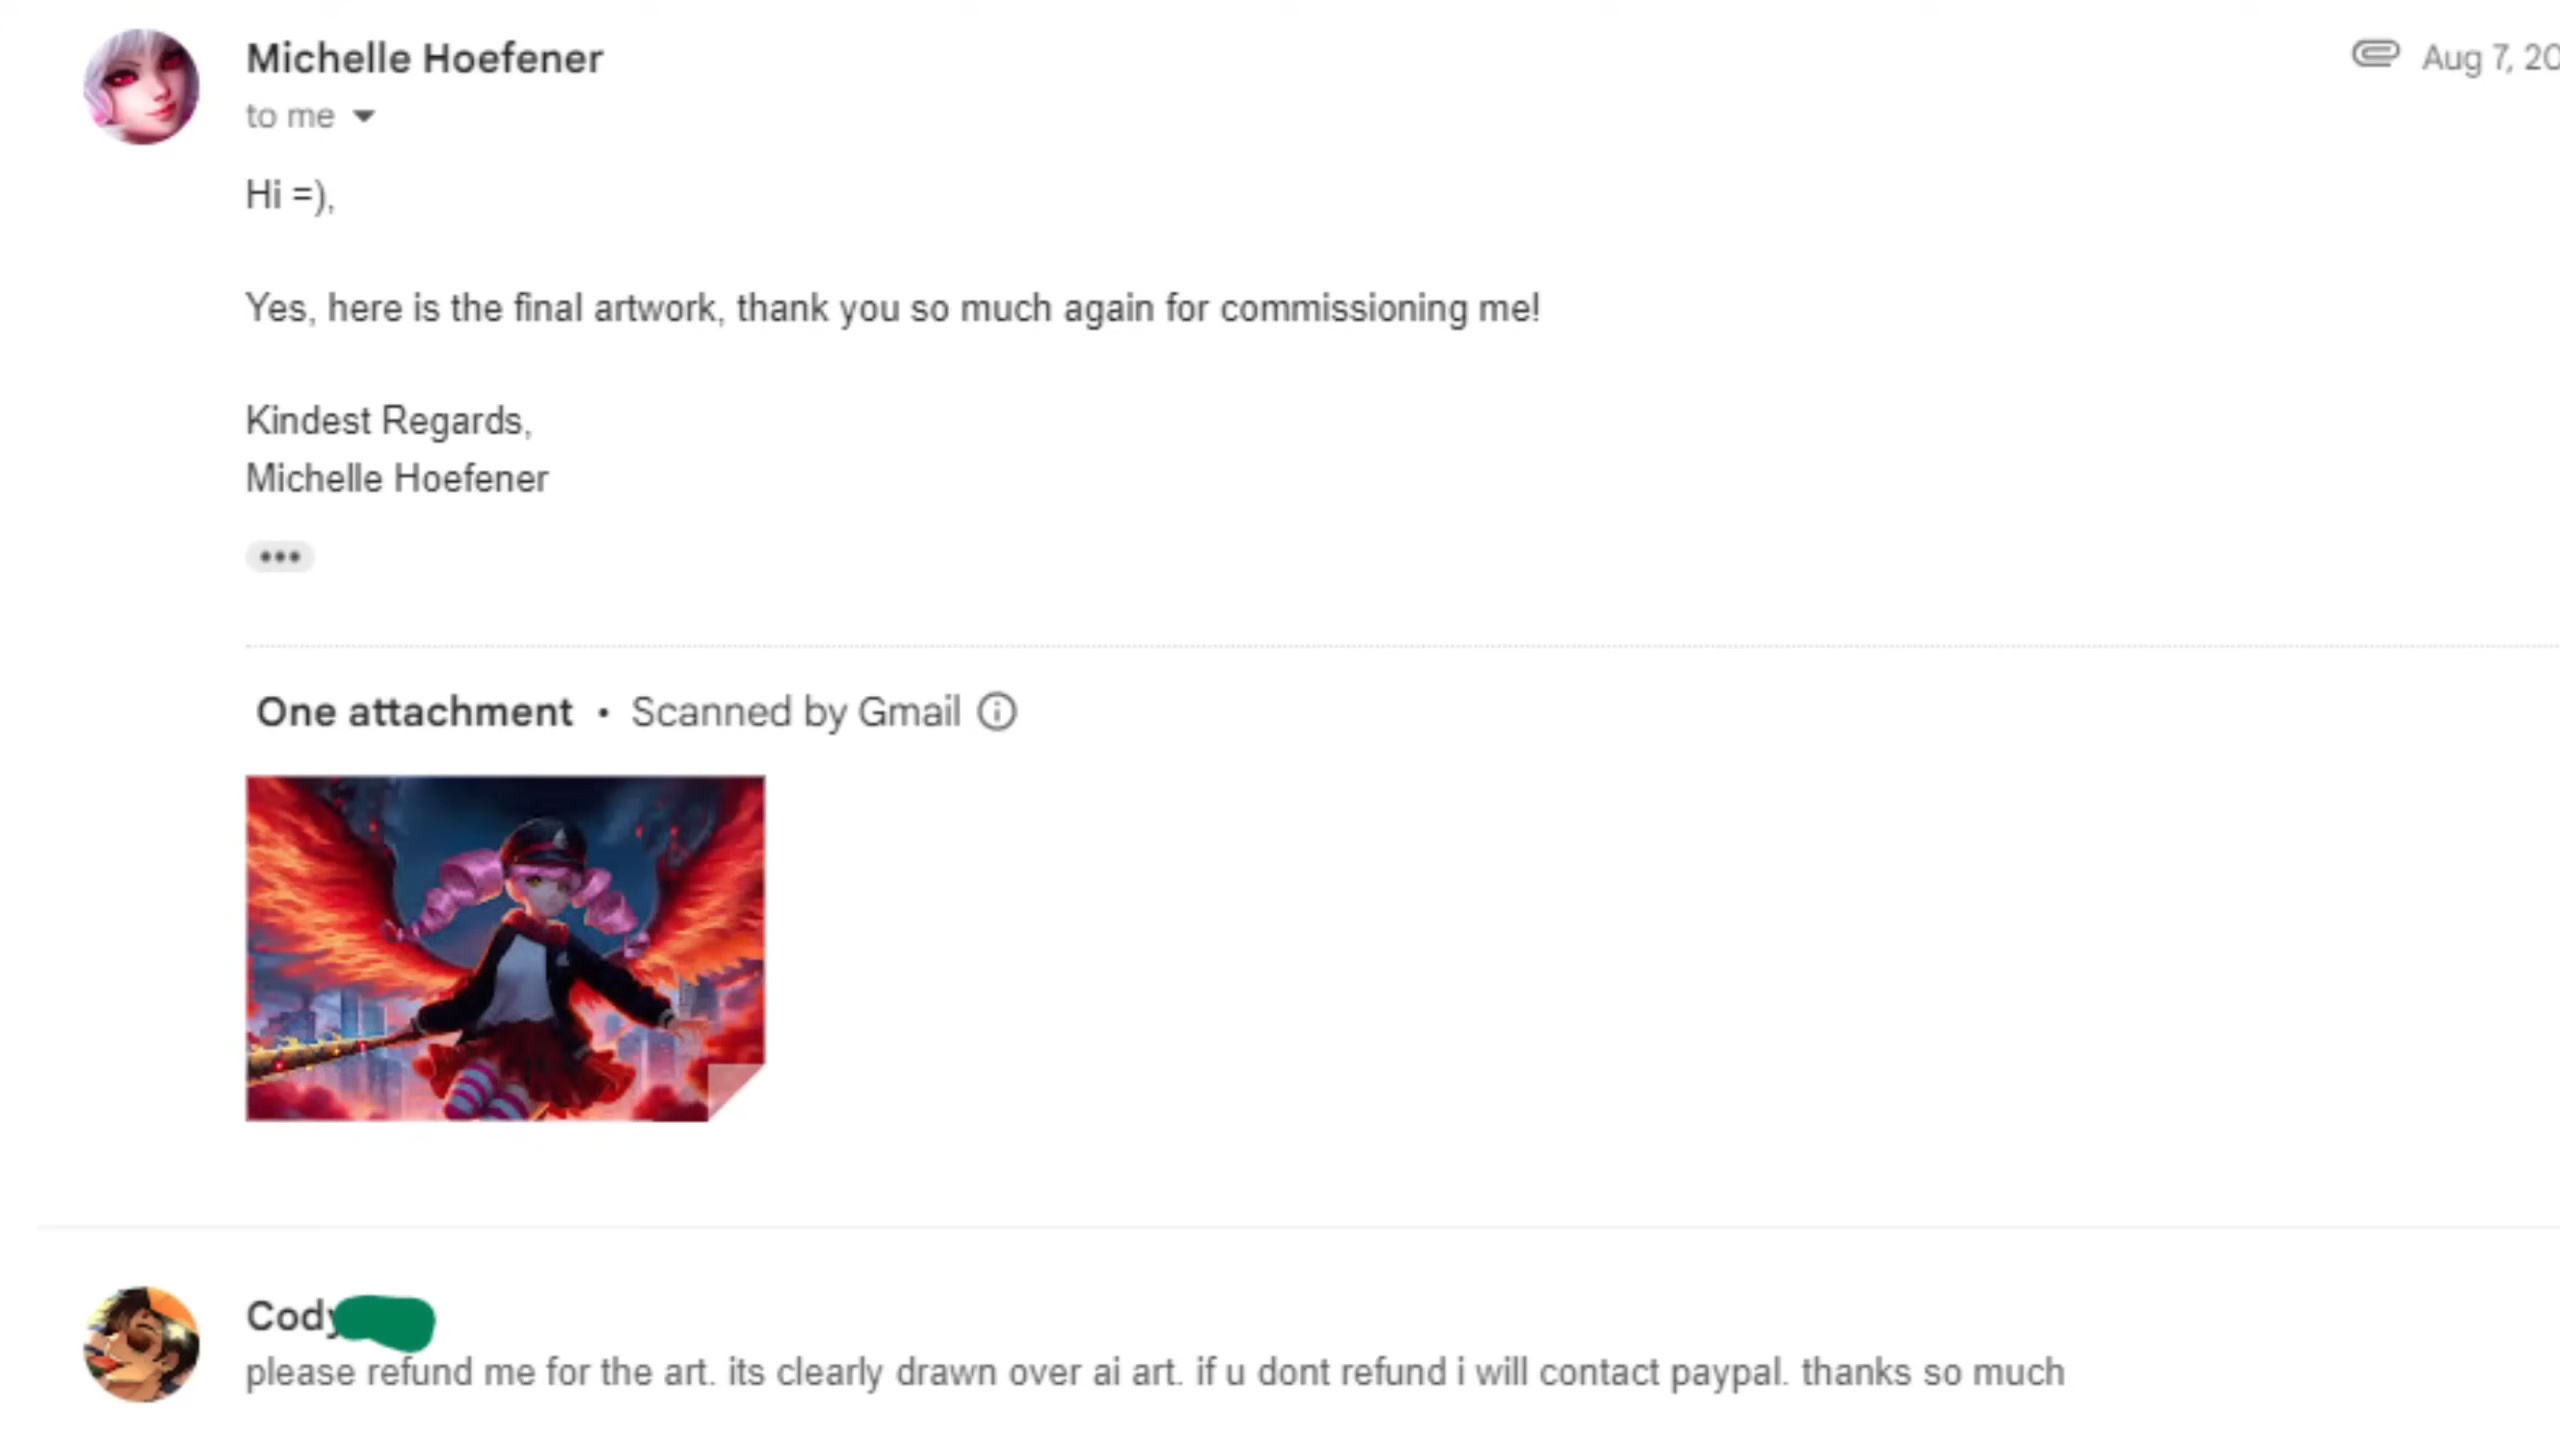 Michelle Hoefener
Aug 7, 20
to me
Hi =),
Yes, here is the final artwork, thank you so much again for commissioning me!
Kindest Regards,
Michelle Hoefener
One attachment • Scanned by Gmail
Cody
please refund me for the art. its clearly drawn over ai art. if u dont refund i will contact paypal. thanks so much